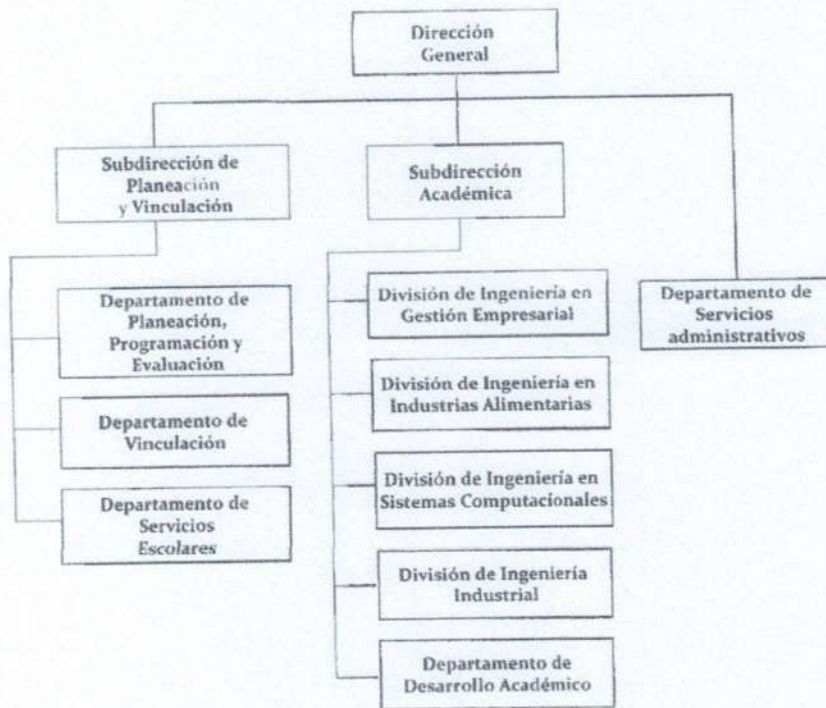 Dirección
General
Subdirección de
Planeación
y Vinculación
Subdirección
Académica
Departamento de
Planeación,
Programación y
Evaluación
División de Ingeniería en
Gestión Empresarial
Departamento de
Servicios
administrativos
Departamento de
Vinculación
División de Ingeniería en
Industrias Alimentarias
Departamento de
Servicios
Escolares
División de Ingeniería en
Sistemas Computacionales
División de Ingeniería
Industrial
Departamento de
Desarrollo Académico